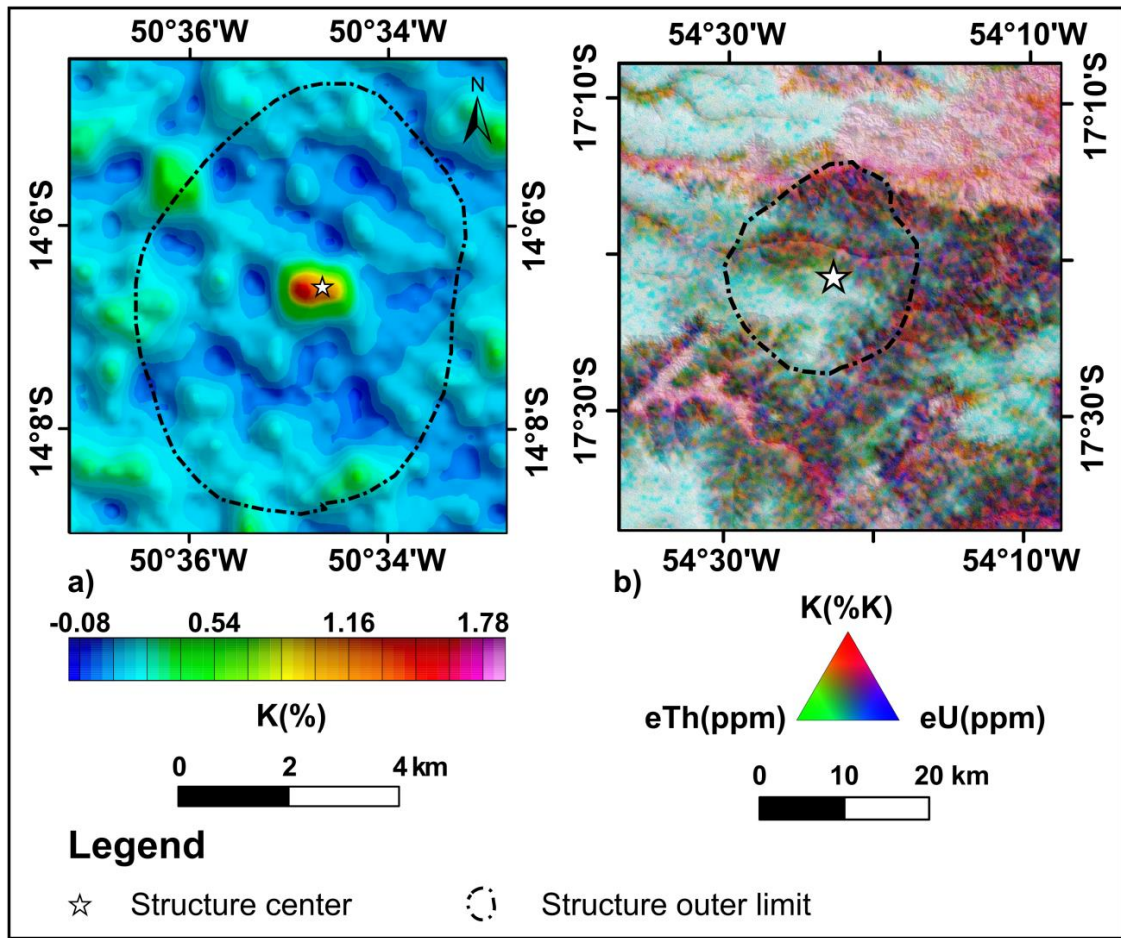 50°36'W 50°34'W
54°30'W 54°10'W
N
14°6'S 14°6'S
14°8'S 14°8'S
17°10'S 17°10'S
17°30'S 17°30'S
50°36'W 50°34'W
54°30'W 54°10'W
a)
-0.08 0.54 1.16 1.78
K(%)
0 2 4 km
b)
K(%K)
eTh(ppm) eU(ppm)
0 10 20 km
Legend
Structure center
Structure outer limit